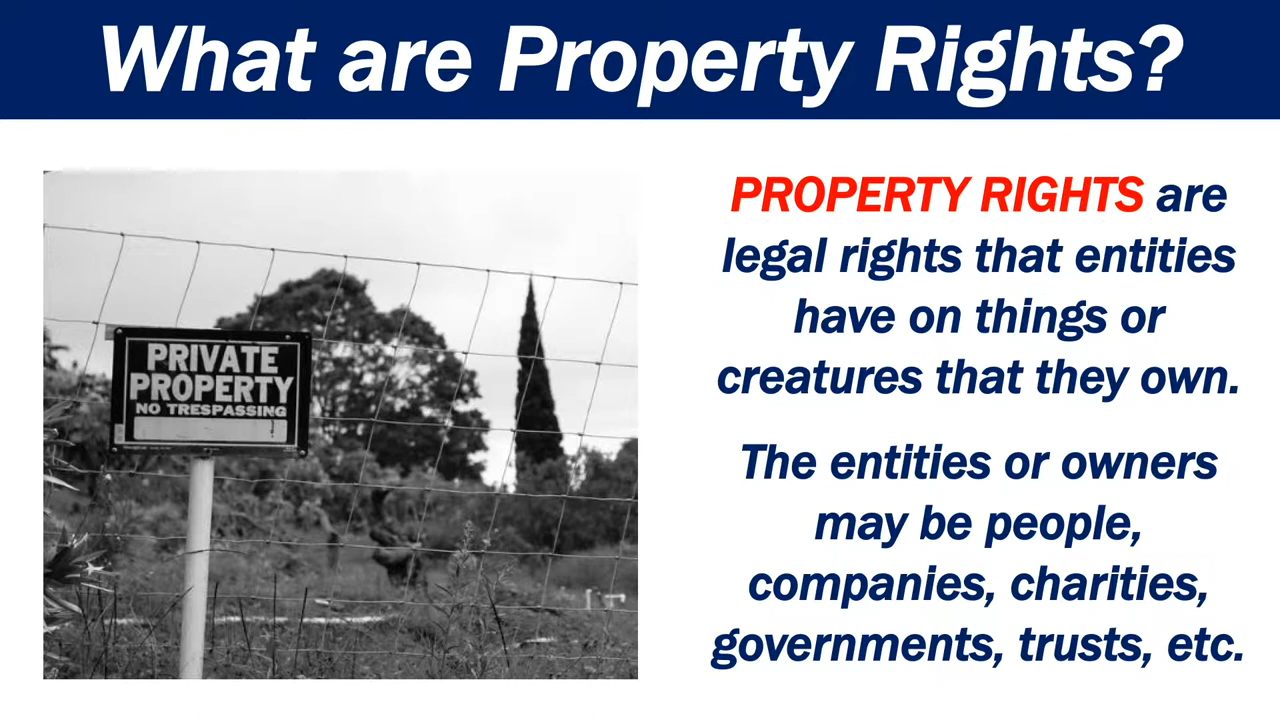 What are Property Rights?
PRIVATE
PROPERTY
NO TRESPASSING
PROPERTY RIGHTS are
legal rights that entities
have on things or
creatures that they own.
The entities or owners
may be people,
companies, charities,
governments, trusts, etc.